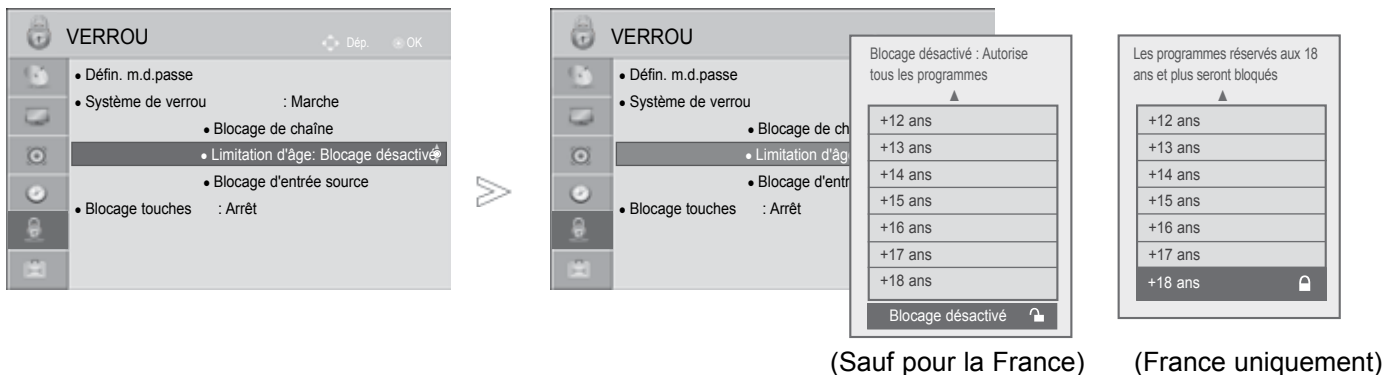 VERROU
Dép. OK
• Défin. m.d.passe
• Système de verrou : Marche
• Blocage de chaîne
• Limitation d'âge: Blocage désactivé
• Blocage d'entrée source
• Blocage touches : Arrêt
VERROU
• Défin. m.d.passe
• Système de verrou
• Blocage de ch
• Limitation d'âg
• Blocage d'entr
• Blocage touches : Arrêt
Blocage désactivé : Autorise
tous les programmes
+12 ans
+13 ans
+14 ans
+15 ans
+16 ans
+17 ans
+18 ans
Blocage désactivé
(Sauf pour la France)
Les programmes réservés aux 18
ans et plus seront bloqués
+12 ans
+13 ans
+14 ans
+15 ans
+16 ans
+17 ans
+18 ans
(France uniquement)